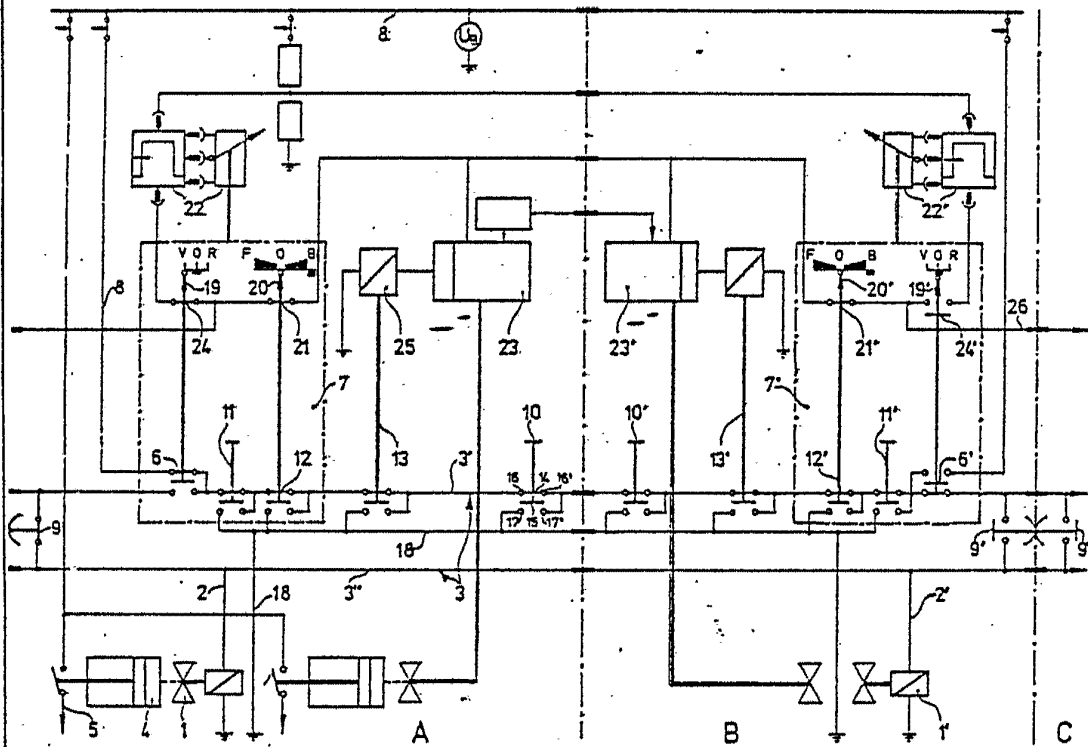 8
Ug
22 22'
V O R F O B F O B V O R
19 20 20' 19'
8 26
24 21 25 23 23' 21' 24'
7 7'
11 10 10' 11'
6 12 13 3' 13' 12' 6'
16 14 16'
17 15 17'
9 18 9' 9'
2 18 3'' 3 2'
5 4 1 1'
A B C